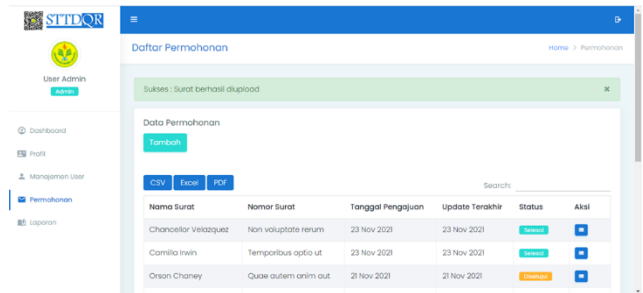 STTDQR
Daftar Permohonan
Home > Permohonan
User Admin
Admin
Sukses : Surat berhasil diupload
×
Dashboard
Profil
Manajemen User
Permohonan
Laporan
Data Permohonan
Tambah
CSV Excel PDF
Search:
Nama Surat Nomor Surat Tanggal Pengajuan Update Terakhir Status Aksi
Chancellor Velazquez Non voluptate rerum 23 Nov 2021 23 Nov 2021 Selesai
Camilla Irwin Temporibus optio ut 23 Nov 2021 23 Nov 2021 Selesai
Orson Chaney Quae autem anim aut 21 Nov 2021 21 Nov 2021 Disetujui